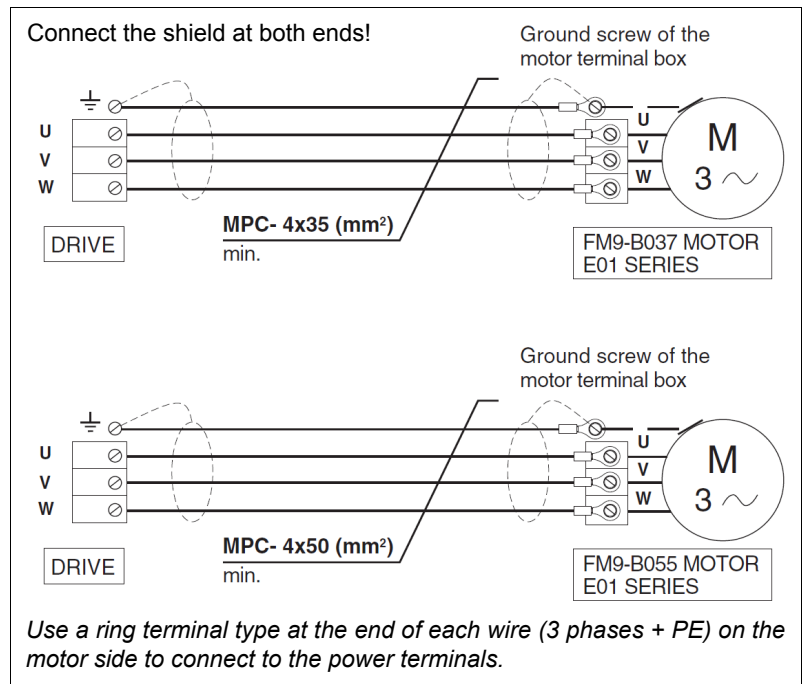 Connect the shield at both ends!
Ground screw of the
motor terminal box
U
V
W
U
V
W
M
3
MPC- 4x35 (mm²)
min.
DRIVE
FM9-B037 MOTOR
E01 SERIES
Ground screw of the
motor terminal box
U
V
W
U
V
W
M
3
MPC- 4x50 (mm²)
min.
DRIVE
FM9-B055 MOTOR
E01 SERIES
Use a ring terminal type at the end of each wire (3 phases + PE) on the
motor side to connect to the power terminals.